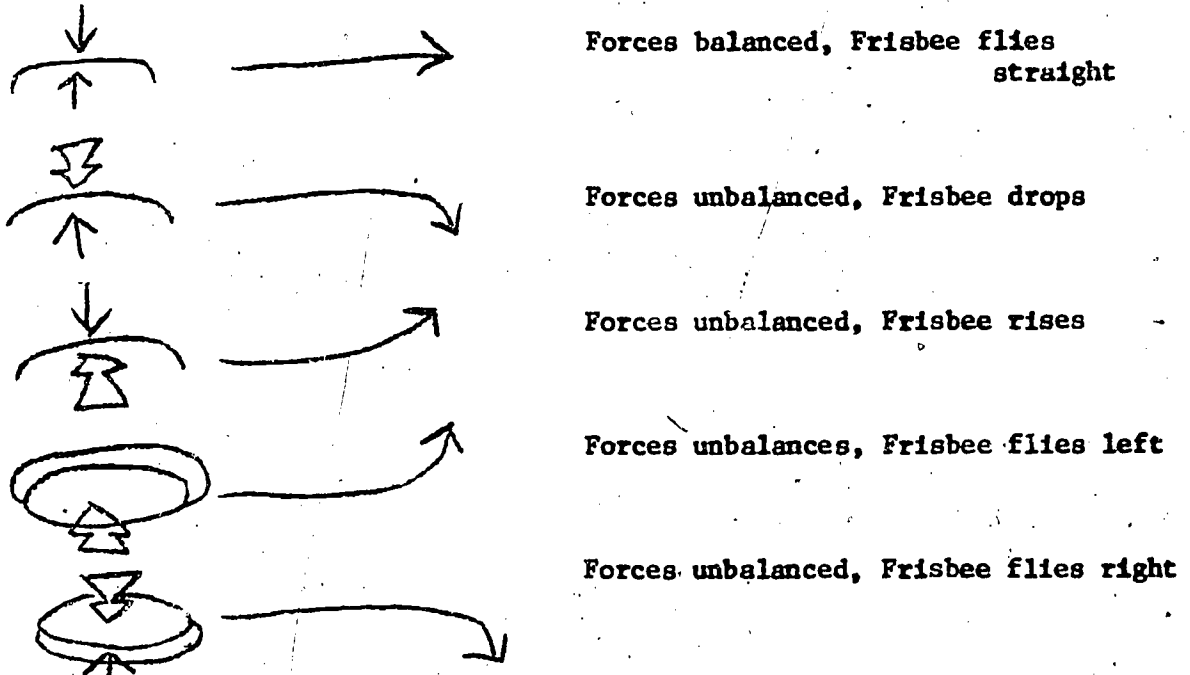 Forces balanced, Frisbee flies
straight
Forces unbalanced, Frisbee drops
Forces unbalanced, Frisbee rises
Forces unbalances, Frisbee flies left
Forces unbalanced, Frisbee flies right